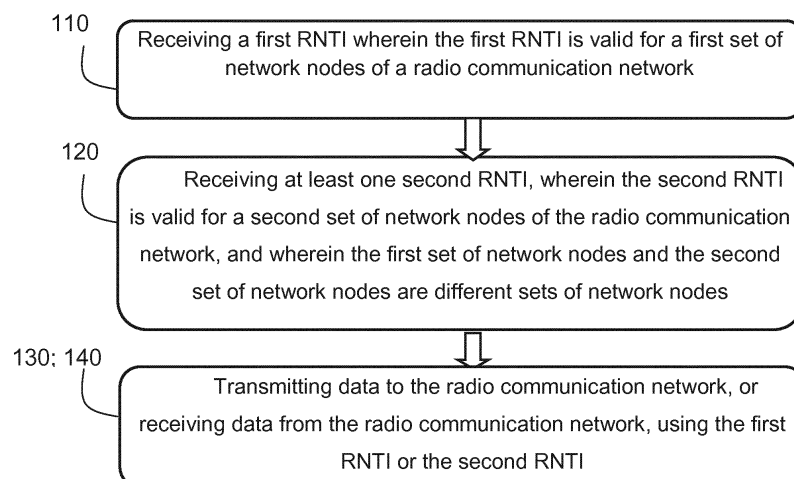 110
Receiving a first RNTI wherein the first RNTI is valid for a first set of
network nodes of a radio communication network
120
Receiving at least one second RNTI, wherein the second RNTI
is valid for a second set of network nodes of the radio communication
network, and wherein the first set of network nodes and the second
set of network nodes are different sets of network nodes
130; 140
Transmitting data to the radio communication network, or
receiving data from the radio communication network, using the first
RNTI or the second RNTI